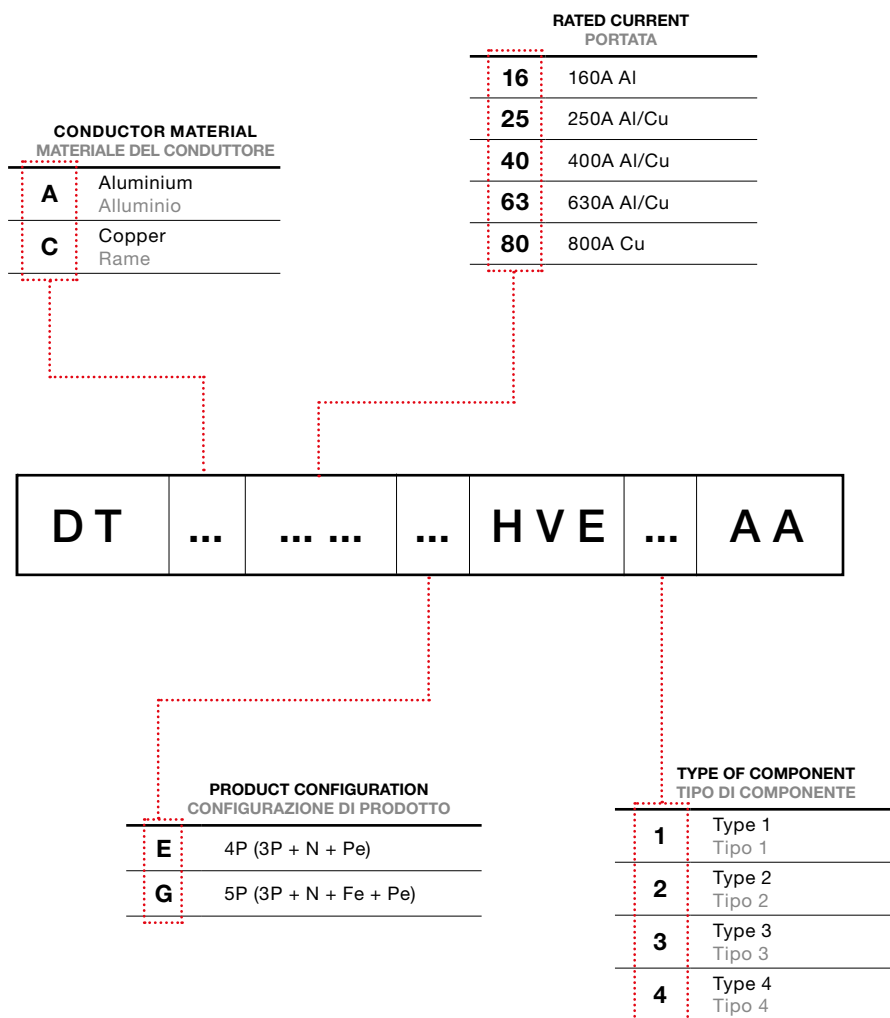 RATED CURRENT
PORTATA
16 160A Al
25 250A Al/Cu
40 400A Al/Cu
63 630A Al/Cu
80 800A Cu
CONDUCTOR MATERIAL
MATERIALE DEL CONDUTTORE
A Aluminium
Alluminio
C Copper
Rame
D T ... ... ... ... H V E ... A A
PRODUCT CONFIGURATION
CONFIGURAZIONE DI PRODOTTO
E 4P (3P + N + Pe)
G 5P (3P + N + Fe + Pe)
TYPE OF COMPONENT
TIPO DI COMPONENTE
1 Type 1
Tipo 1
2 Type 2
Tipo 2
3 Type 3
Tipo 3
4 Type 4
Tipo 4